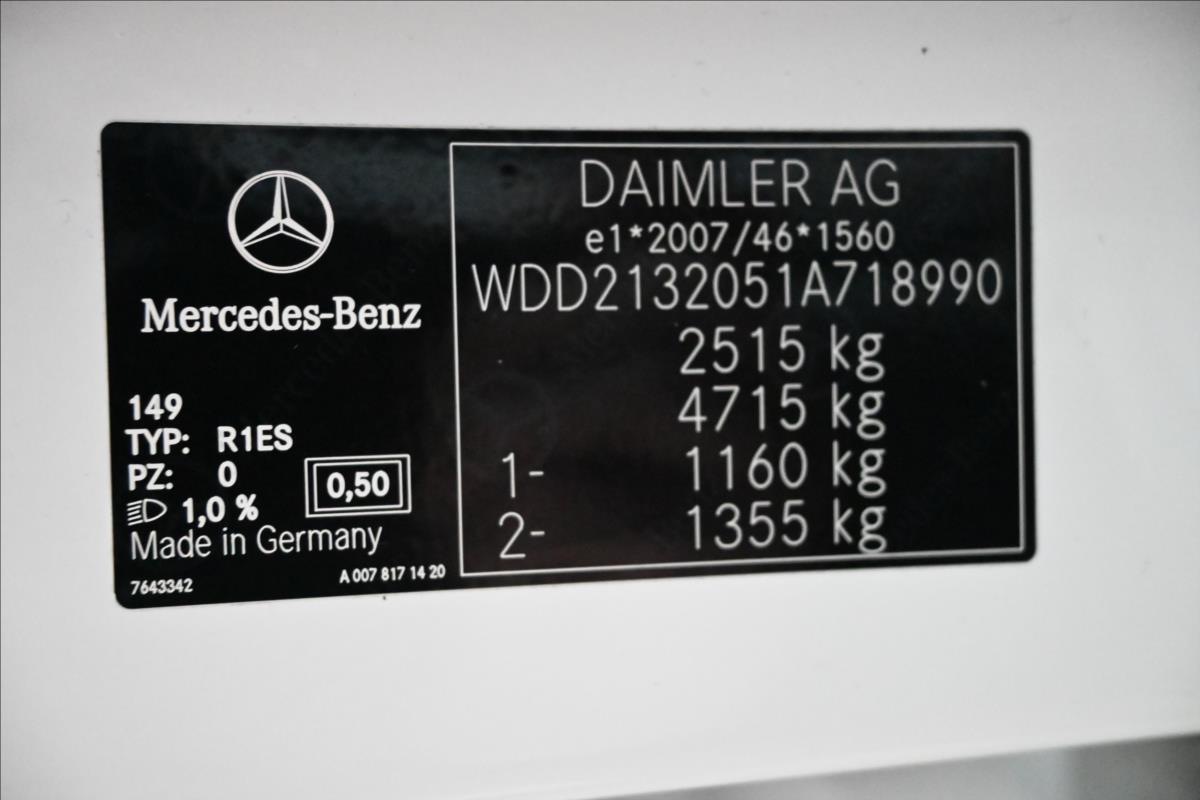 Mercedes-Benz
149
TYP: R1ES
PZ: 0
1,0 %
0,50
Made in Germany
7643342
A 007 817 14 20
DAIMLER AG
e1*2007/46*1560
WDD2132051A718990
2515 kg
4715 kg
1- 1160 kg
2- 1355 kg